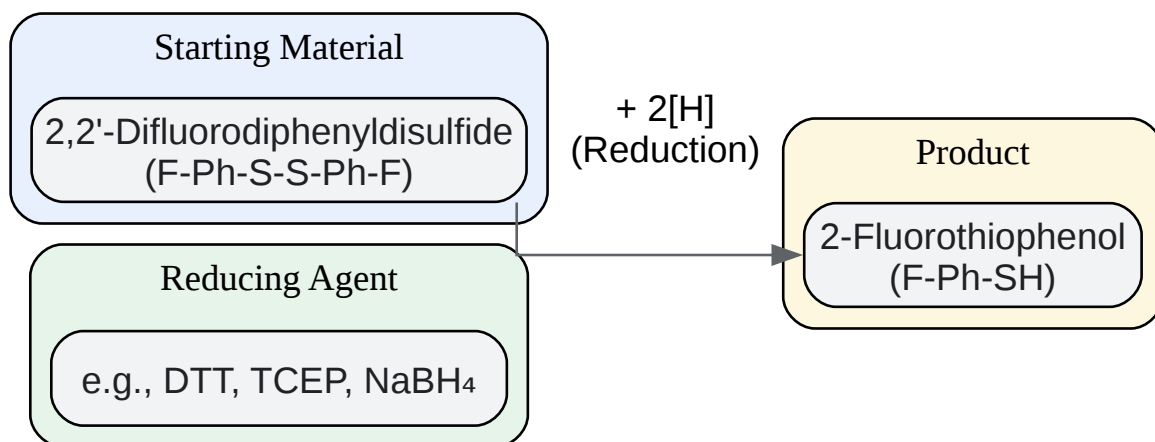 Starting Material
2,2'-Difluorodiphenyldisulfide
(F-Ph-S-S-Ph-F)
+ 2[H]
(Reduction)
Product
2-Fluorothiophenol
(F-Ph-SH)
Reducing Agent
e.g., DTT, TCEP, NaBH₄